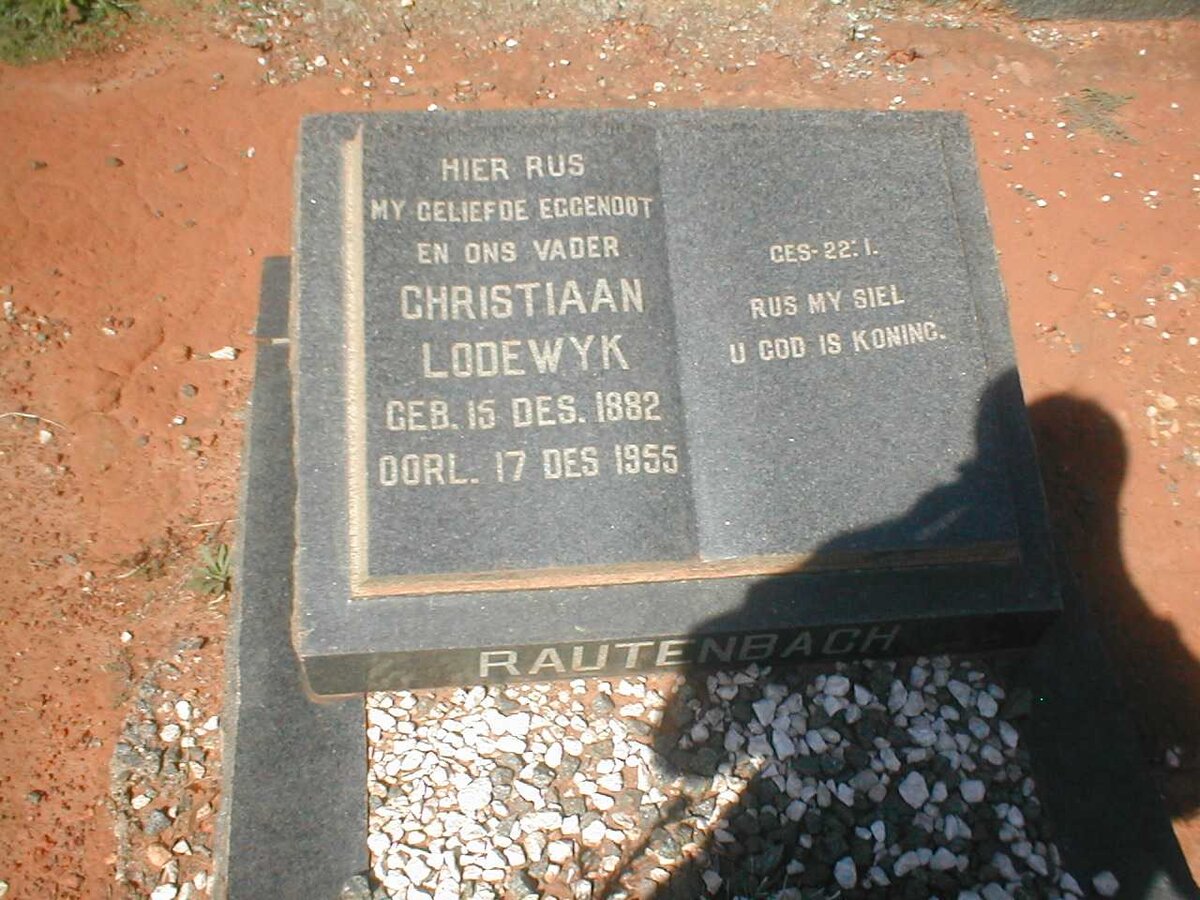 HIER RUS
MY GELIEFDE EGGENOOT
EN ONS VADER
CHRISTIAAN
LODEWYK
GEB. 15 DES. 1882
OORL. 17 DES 1955
GES-22:1.
RUS MY SIEL
U GOD IS KONING.
RAUTENBACH